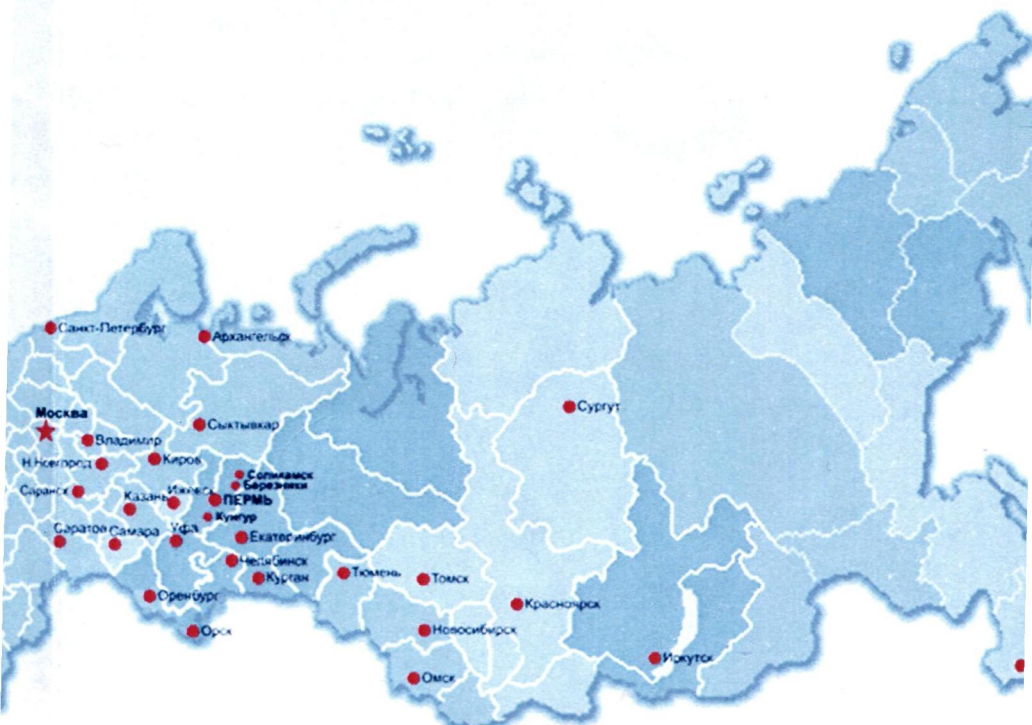 Санкт-Петербург
Архангельск
Сургут
Москва
Сыктывкар
Владимир
Н.Новгород
Киров
Соликамск
Березники
Саранск
Казань
Ижевск
ПЕРМЬ
Кунгур
Саратов
Самара
Уфа
Екатеринбург
Челябинск
Курган
Тюмень
Томск
Оренбург
Красноярск
Орск
Новосибирск
Иркутск
Омск